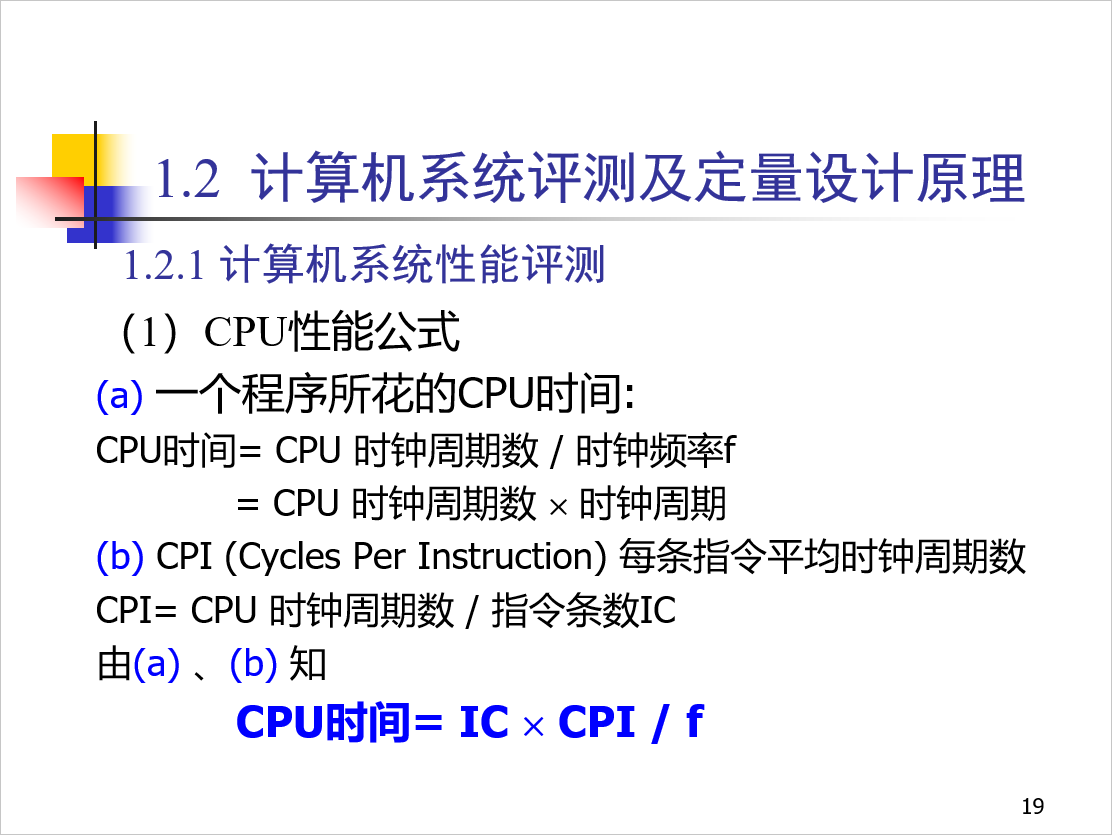 1.2 计算机系统评测及定量设计原理
1.2.1 计算机系统性能评测
（1）CPU性能公式
(a) 一个程序所花的CPU时间:
CPU时间= CPU 时钟周期数 / 时钟频率f
= CPU 时钟周期数 × 时钟周期
(b) CPI (Cycles Per Instruction) 每条指令平均时钟周期数
CPI= CPU 时钟周期数 / 指令条数IC
由(a) 、(b) 知
CPU时间= IC × CPI / f
19